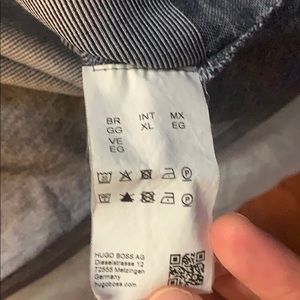 BR INT MX
GG XL EG
VE
EG
HUGO BOSS AG
Dieselstrasse 12
72555 Metzingen
Germany
hugoboss.com